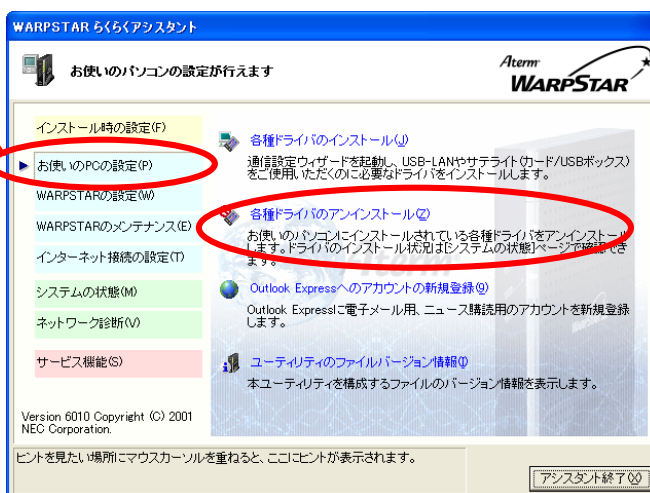 WARPSTAR らくらくアシスタント
お使いのパソコンの設定が行えます
Aterm
WARPSTAR
インストール時の設定(F)
お使いのPCの設定(P)
WARPSTARの設定(W)
WARPSTARのメンテナンス(E)
インターネット接続の設定(T)
システムの状態(M)
ネットワーク診断(V)
サービス機能(S)
Version 6010 Copyright (C) 2001
NEC Corporation.
各種ドライバのインストール(J)
通信設定ウィザードを起動し、USB-LANやサテライト(カード/USBボックス)
をご使用いただくのに必要なドライバをインストールします。
各種ドライバのアンインストール(Z)
お使いのパソコンにインストールされている各種ドライバをアンインストール
します。ドライバのインストール状況は[システムの状態]ページで確認でき
ます。
Outlook Expressへのアカウントの新規登録(9)
Outlook Expressに電子メール用、ニュース購読用のアカウントを新規登録
します。
ユーティリティのファイルバージョン情報(I)
本ユーティリティを構成するファイルのバージョン情報を表示します。
ヒントを見たい場所にマウスカーソルを重ねると、ここにヒントが表示されます。
アシスタント終了(X)